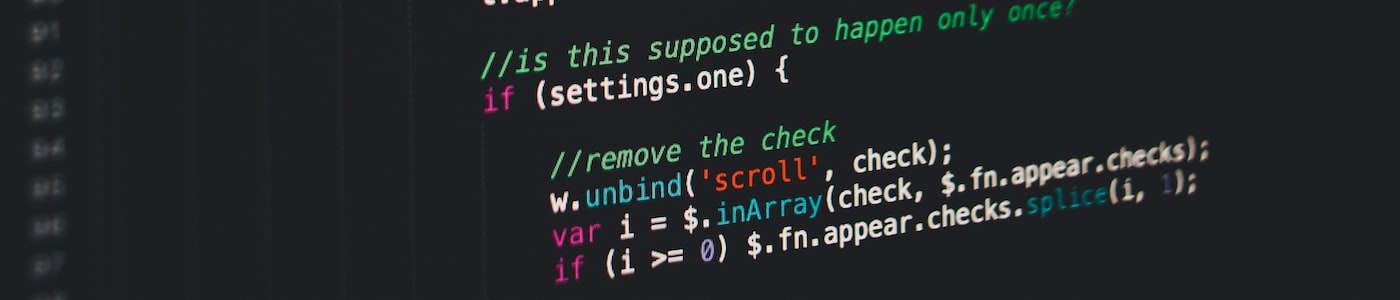 //is this supposed to happen only once?
if (settings.one) {
//remove the check
w.unbind('scroll', check);
var i = $.inArray(check, $.fn.appear.checks);
if (i >= 0) $.fn.appear.checks.splice(i, 1);